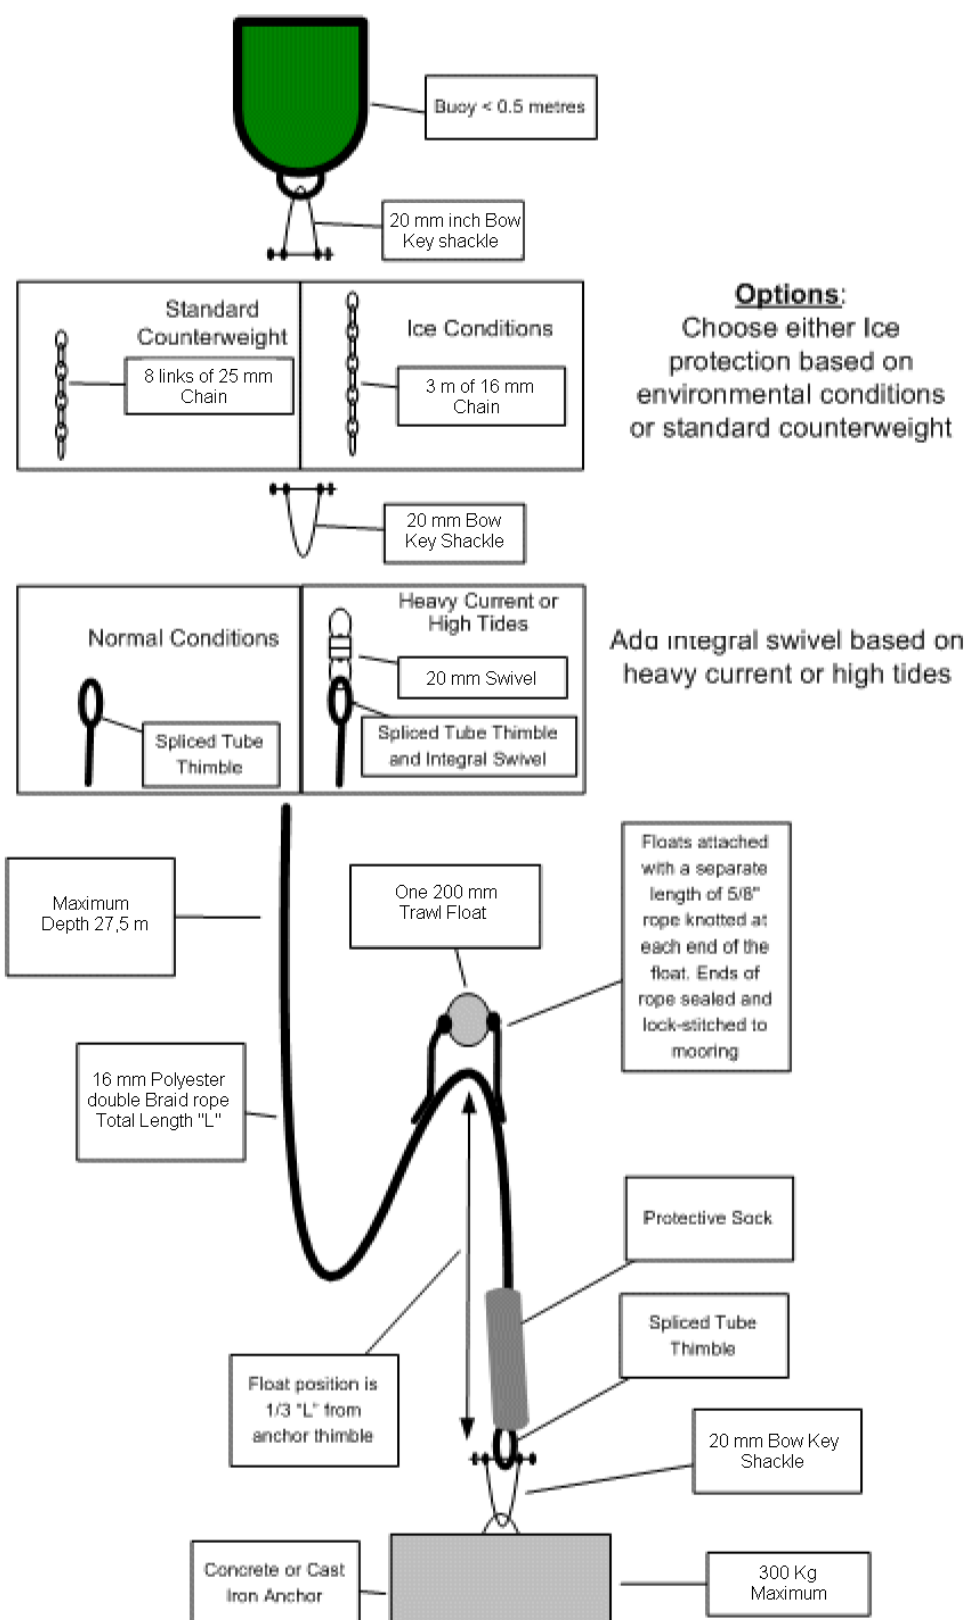 Buoy < 0.5 metres
20 mm inch Bow
Key shackle
Standard
Counterweight
8 links of 25 mm
Chain
Ice Conditions
3 m of 16 mm
Chain
Options:
Choose either Ice
protection based on
environmental conditions
or standard counterweight
20 mm Bow
Key Shackle
Normal Conditions
Spliced Tube
Thimble
Heavy Current or
High Tides
20 mm Swivel
Spliced Tube Thimble
and Integral Swivel
Add integral swivel based on
heavy current or high tides
Maximum
Depth 27,5 m
One 200 mm
Trawl Float
Floats attached
with a separate
length of 5/8"
rope knotted at
each end of the
float. Ends of
rope sealed and
lock-stitched to
mooring
16 mm Polyester
double Braid rope
Total Length "L"
Protective Sock
Spliced Tube
Thimble
Float position is
1/3 "L" from
anchor thimble
20 mm Bow Key
Shackle
Concrete or Cast
Iron Anchor
300 Kg
Maximum